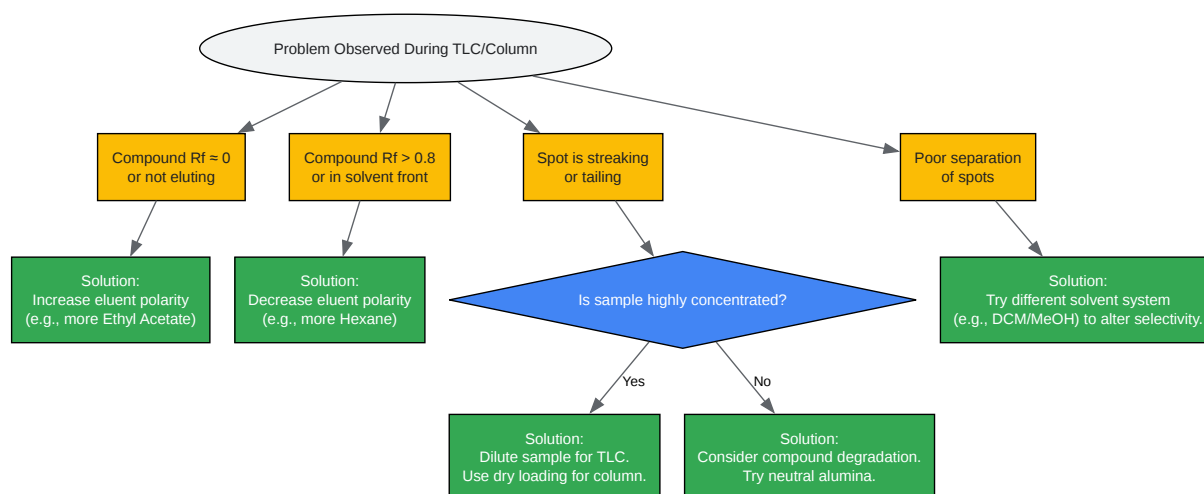 Problem Observed During TLC/Column
Compound Rf ≈ 0
or not eluting
Compound Rf > 0.8
or in solvent front
Spot is streaking
or tailing
Poor separation
of spots
Solution:
Increase eluent polarity
(e.g., more Ethyl Acetate)
Solution:
Decrease eluent polarity
(e.g., more Hexane)
Is sample highly concentrated?
Solution:
Try different solvent system
(e.g., DCM/MeOH) to alter selectivity.
Yes
No
Solution:
Dilute sample for TLC.
Use dry loading for column.
Solution:
Consider compound degradation.
Try neutral alumina.